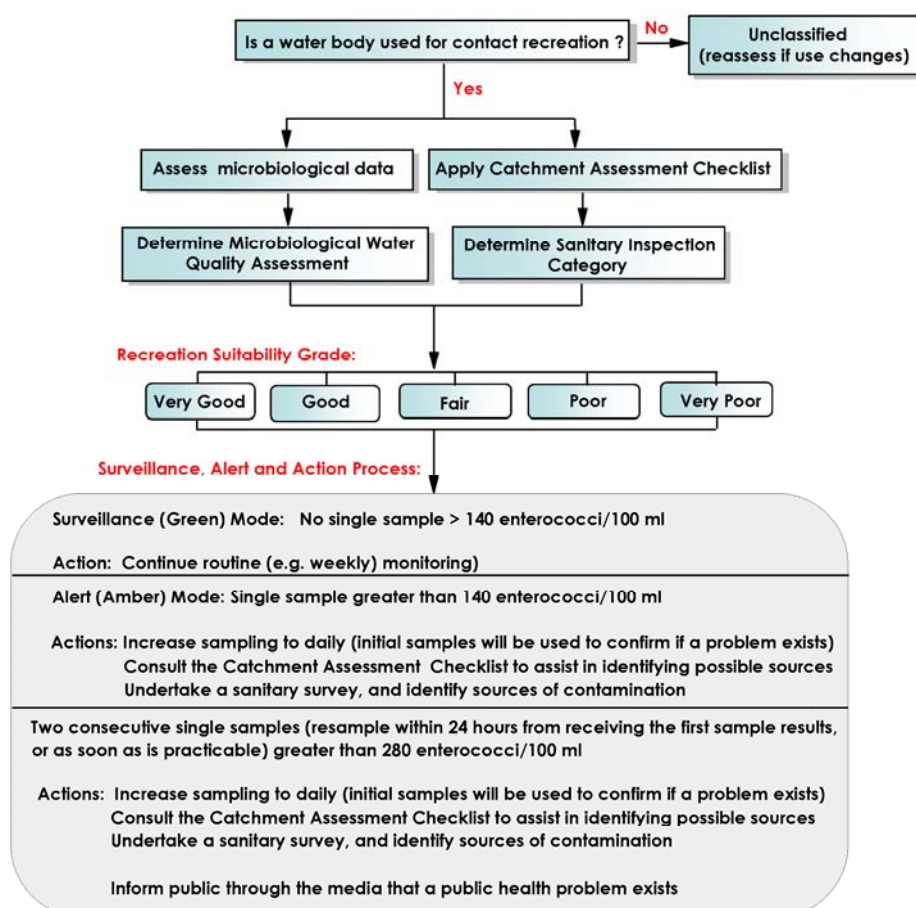 Is a water body used for contact recreation ?
No
Unclassified
(reassess if use changes)
Yes
Assess microbiological data
Apply Catchment Assessment Checklist
Determine Microbiological Water
Quality Assessment
Determine Sanitary Inspection
Category
Recreation Suitability Grade:
Very Good
Good
Fair
Poor
Very Poor
Surveillance, Alert and Action Process:
Surveillance (Green) Mode: No single sample > 140 enterococci/100 ml
Action: Continue routine (e.g. weekly) monitoring)
Alert (Amber) Mode: Single sample greater than 140 enterococci/100 ml
Actions: Increase sampling to daily (initial samples will be used to confirm if a problem exists)
Consult the Catchment Assessment Checklist to assist in identifying possible sources
Undertake a sanitary survey, and identify sources of contamination
Two consecutive single samples (resample within 24 hours from receiving the first sample results,
or as soon as is practicable) greater than 280 enterococci/100 ml
Actions: Increase sampling to daily (initial samples will be used to confirm if a problem exists)
Consult the Catchment Assessment Checklist to assist in identifying possible sources
Undertake a sanitary survey, and identify sources of contamination
Inform public through the media that a public health problem exists